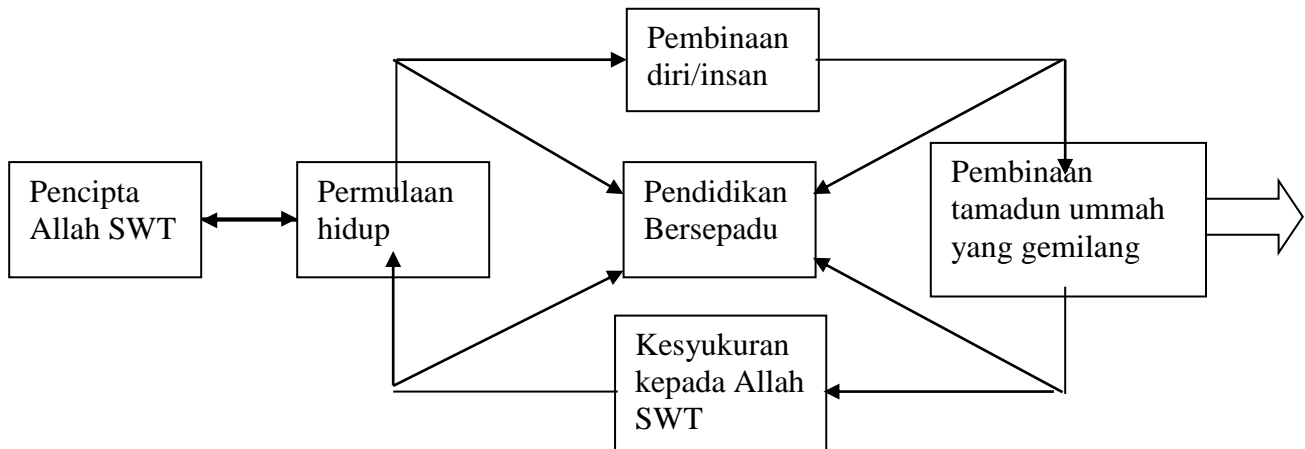 Pembinaan
diri/insan
Pencipta
Allah SWT
Permulaan
hidup
Pendidikan
Bersepadu
Pembinaan
tamadun ummah
yang gemilang
Kesyukuran
kepada Allah
SWT